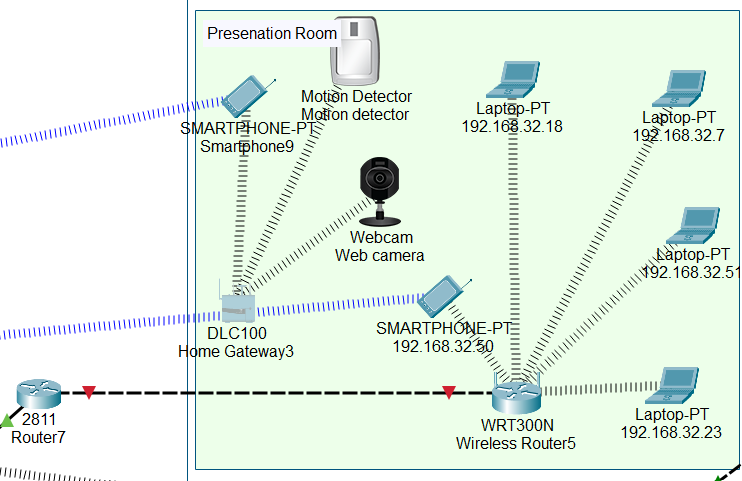 Presenation Room
Motion Detector
Motion detector
SMARTPHONE-PT
Smartphone9
Laptop-PT
192.168.32.18
Laptop-PT
192.168.32.7
Webcam
Web camera
Laptop-PT
192.168.32.51
DLC100
Home Gateway3
SMARTPHONE-PT
192.168.32.50
2811
Router7
WRT300N
Wireless Router5
Laptop-PT
192.168.32.23